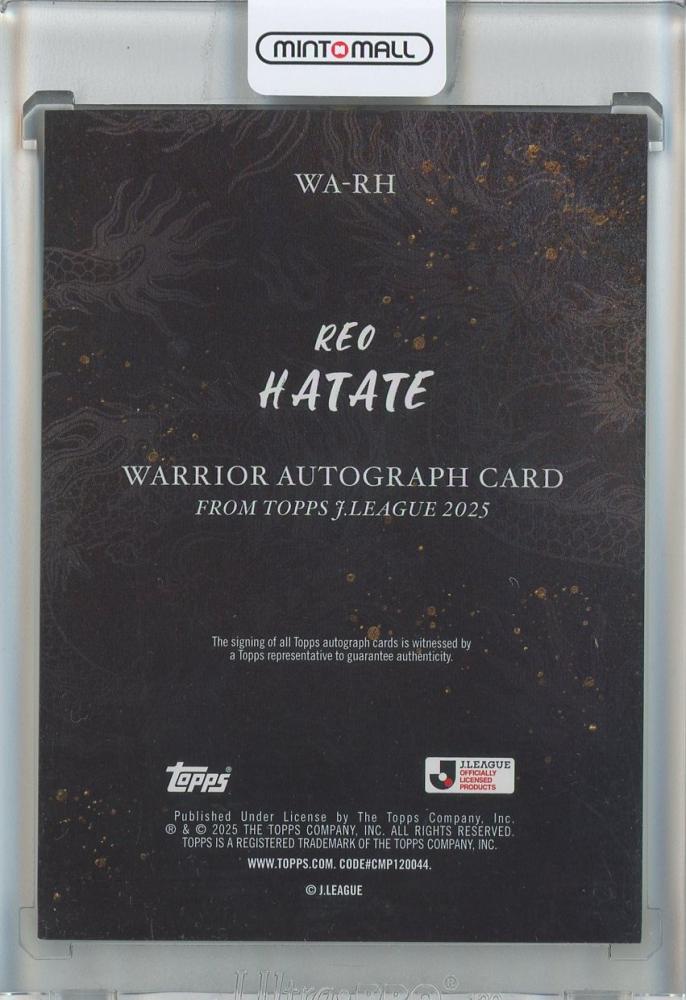 MINT MALL
WA-RH
REO
HATATE
WARRIOR AUTOGRAPH CARD
FROM TOPPS J.LEAGUE 2025
The signing of all Topps autograph cards is witnessed by
a Topps representative to guarantee authenticity.
topps®
J.LEAGUE
OFFICIALLY
LICENSED
PRODUCTS
Published Under License by The Topps Company, Inc.
® & © 2025 THE TOPPS COMPANY, INC. ALL RIGHTS RESERVED.
TOPPS IS A REGISTERED TRADEMARK OF THE TOPPS COMPANY, INC.
WWW.TOPPS.COM. CODE#CMP120044.
© J.LEAGUE